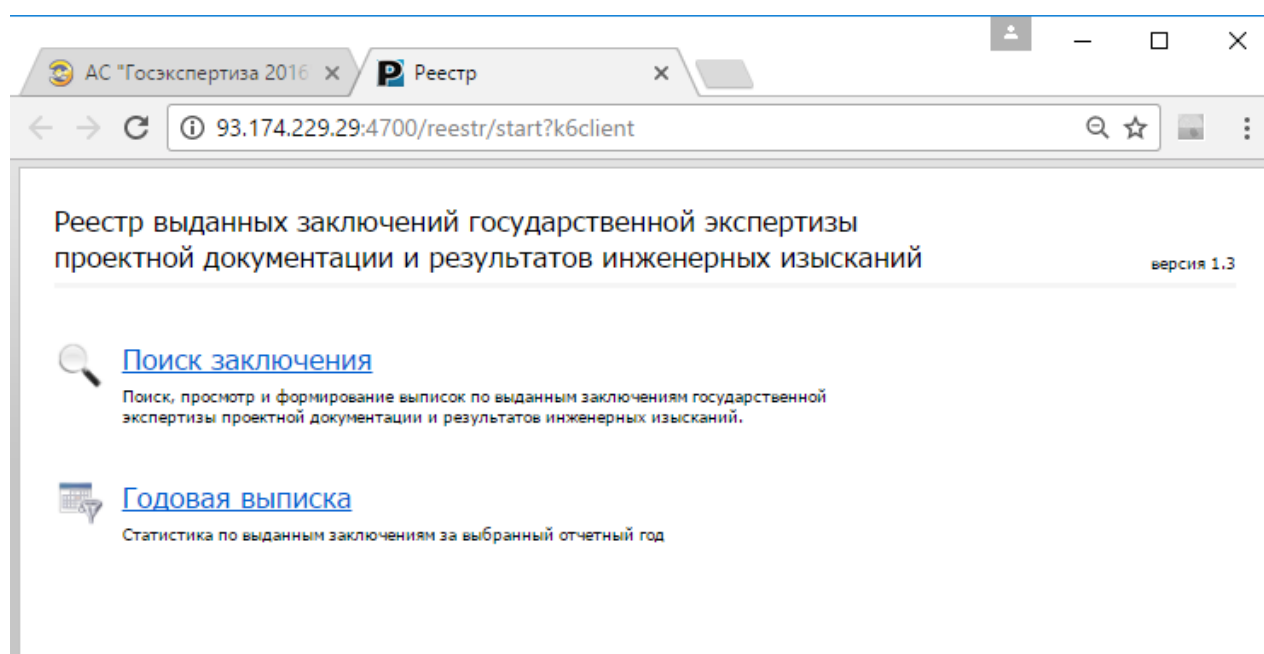 АС "Госэкспертиза 2016
Реестр
93.174.229.29:4700/reestr/start?k6client
Реестр выданных заключений государственной экспертизы
проектной документации и результатов инженерных изысканий
версия 1.3
Поиск заключения
Поиск, просмотр и формирование выписок по выданным заключениям государственной
экспертизы проектной документации и результатов инженерных изысканий.
Годовая выписка
Статистика по выданным заключениям за выбранный отчетный год